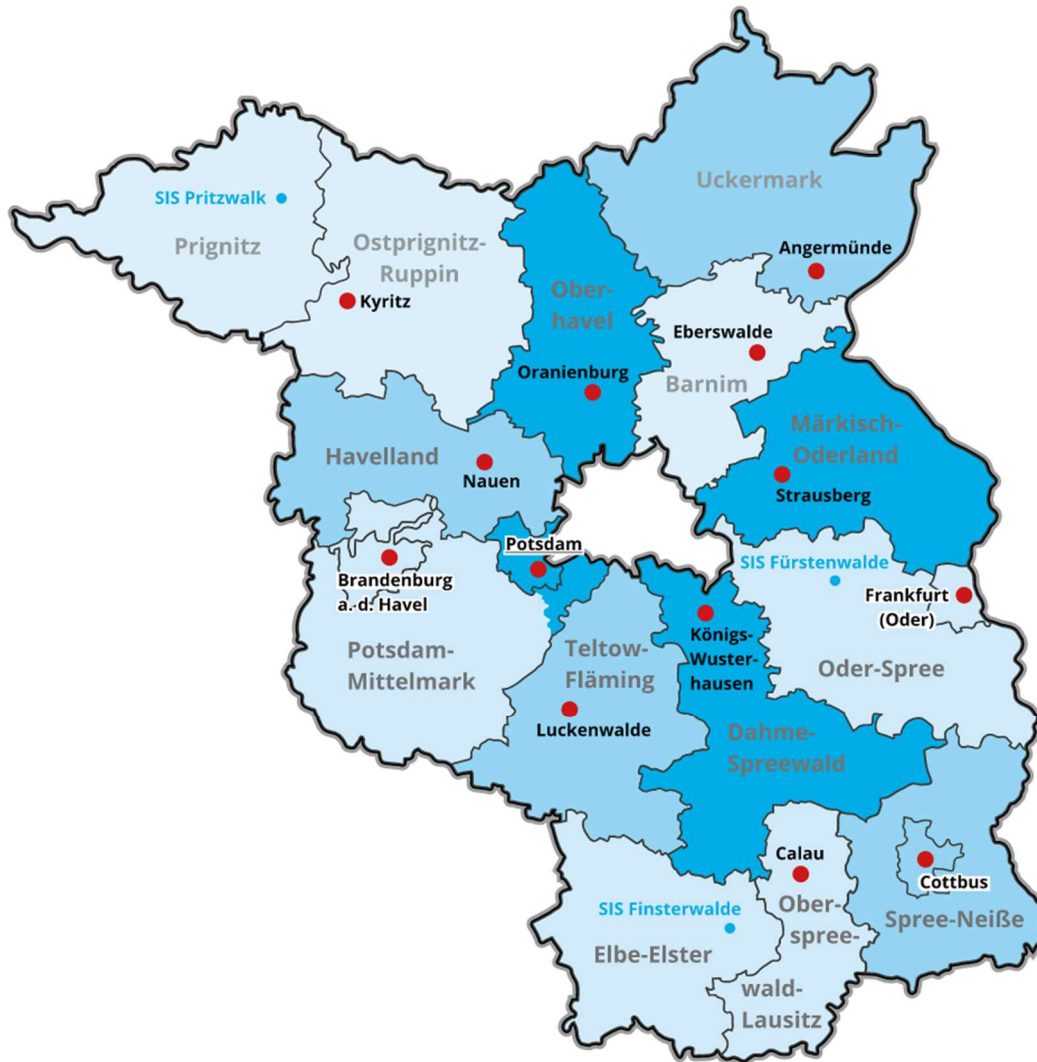 Uckermark
SIS Pritzwalk
Prignitz
Ostprignitz-
Ruppin
Angermünde
Kyritz
Ober-
havel
Eberswalde
Oranienburg
Barnim
Märkisch-
Oderland
Havelland
Nauen
Strausberg
Potsdam
SIS Fürstenwalde
Brandenburg
a. d. Havel
Frankfurt
(Oder)
Königs-
Wuster-
hausen
Potsdam-
Mittelmark
Teltow-
Fläming
Oder-Spree
Luckenwalde
Dahme-
Spreewald
Calau
Cottbus
SIS Finsterwalde
Elbe-Elster
Ober-
spree-
wald-
Lausitz
Spree-Neiße